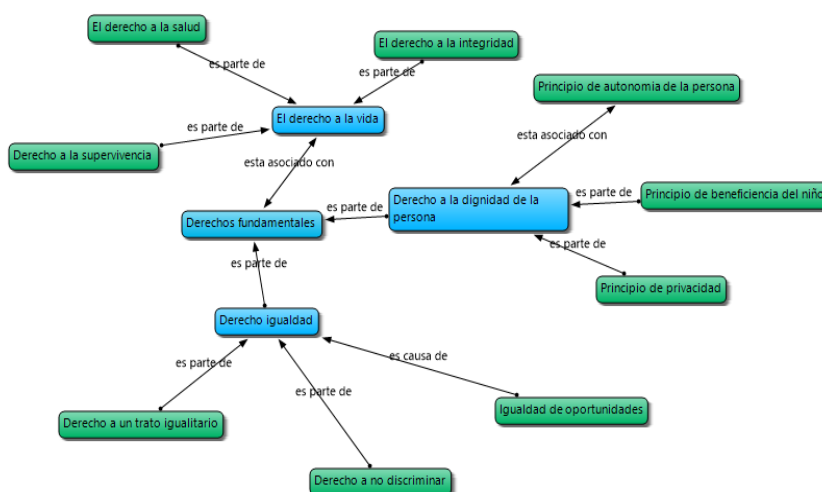 El derecho a la salud
El derecho a la integridad
es parte de
es parte de
Principio de autonomia de la persona
El derecho a la vida
es parte de
esta asociado con
Derecho a la supervivencia
esta asociado con
es parte de
Principio de beneficiencia del niño
Derecho a la dignidad de la
persona
es parte de
Derechos fundamentales
es parte de
es parte de
Principio de privacidad
Derecho igualdad
es causa de
es parte de
es parte de
Igualdad de oportunidades
Derecho a un trato igualitario
Derecho a no discriminar